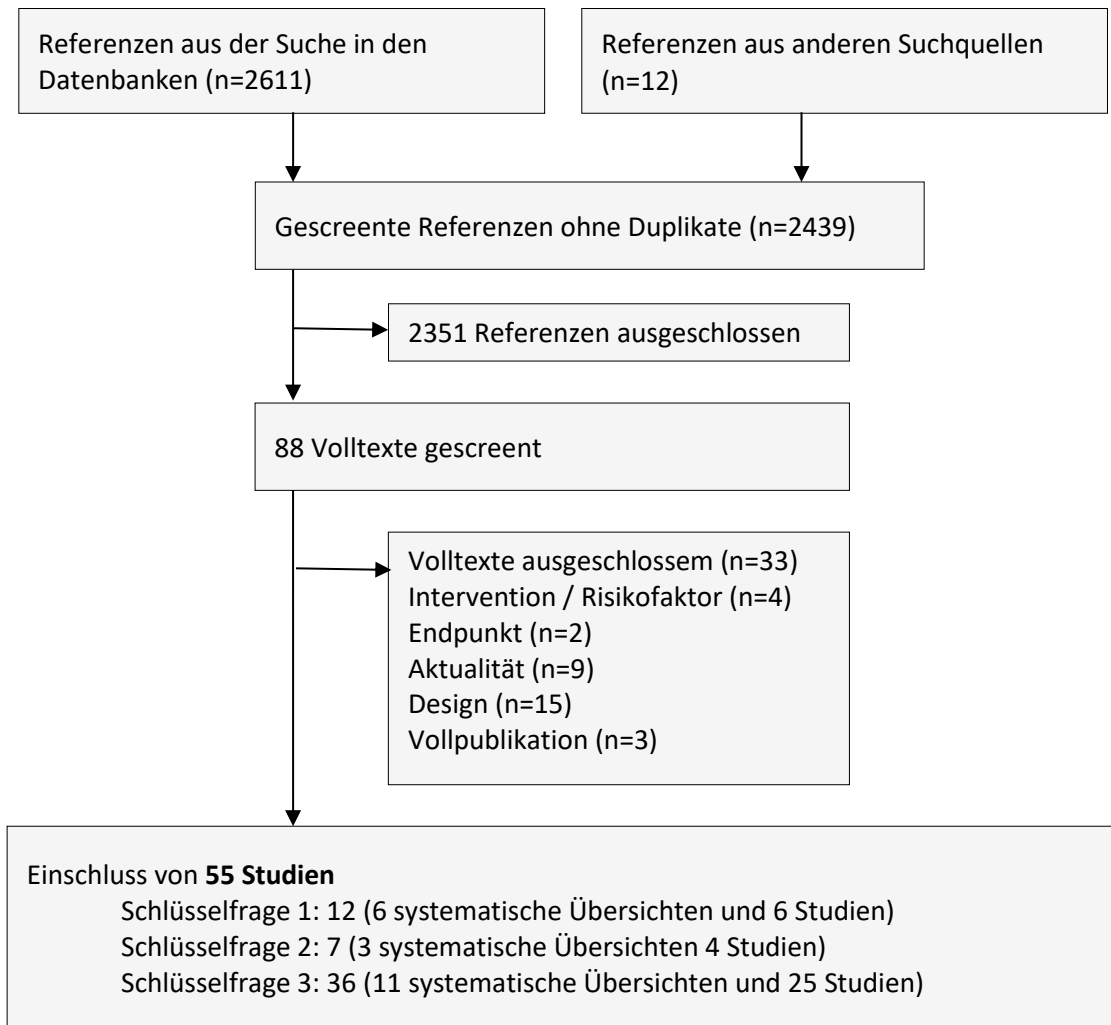 Referenzen aus der Suche in den
Datenbanken (n=2611)
Referenzen aus anderen Suchquellen
(n=12)
Gescreente Referenzen ohne Duplikate (n=2439)
2351 Referenzen ausgeschlossen
88 Volltexte gescreent
Volltexte ausgeschlossem (n=33)
Intervention / Risikofaktor (n=4)
Endpunkt (n=2)
Aktualität (n=9)
Design (n=15)
Vollpublikation (n=3)
Einschluss von 55 Studien
Schlüsselfrage 1: 12 (6 systematische Übersichten und 6 Studien)
Schlüsselfrage 2: 7 (3 systematische Übersichten 4 Studien)
Schlüsselfrage 3: 36 (11 systematische Übersichten und 25 Studien)